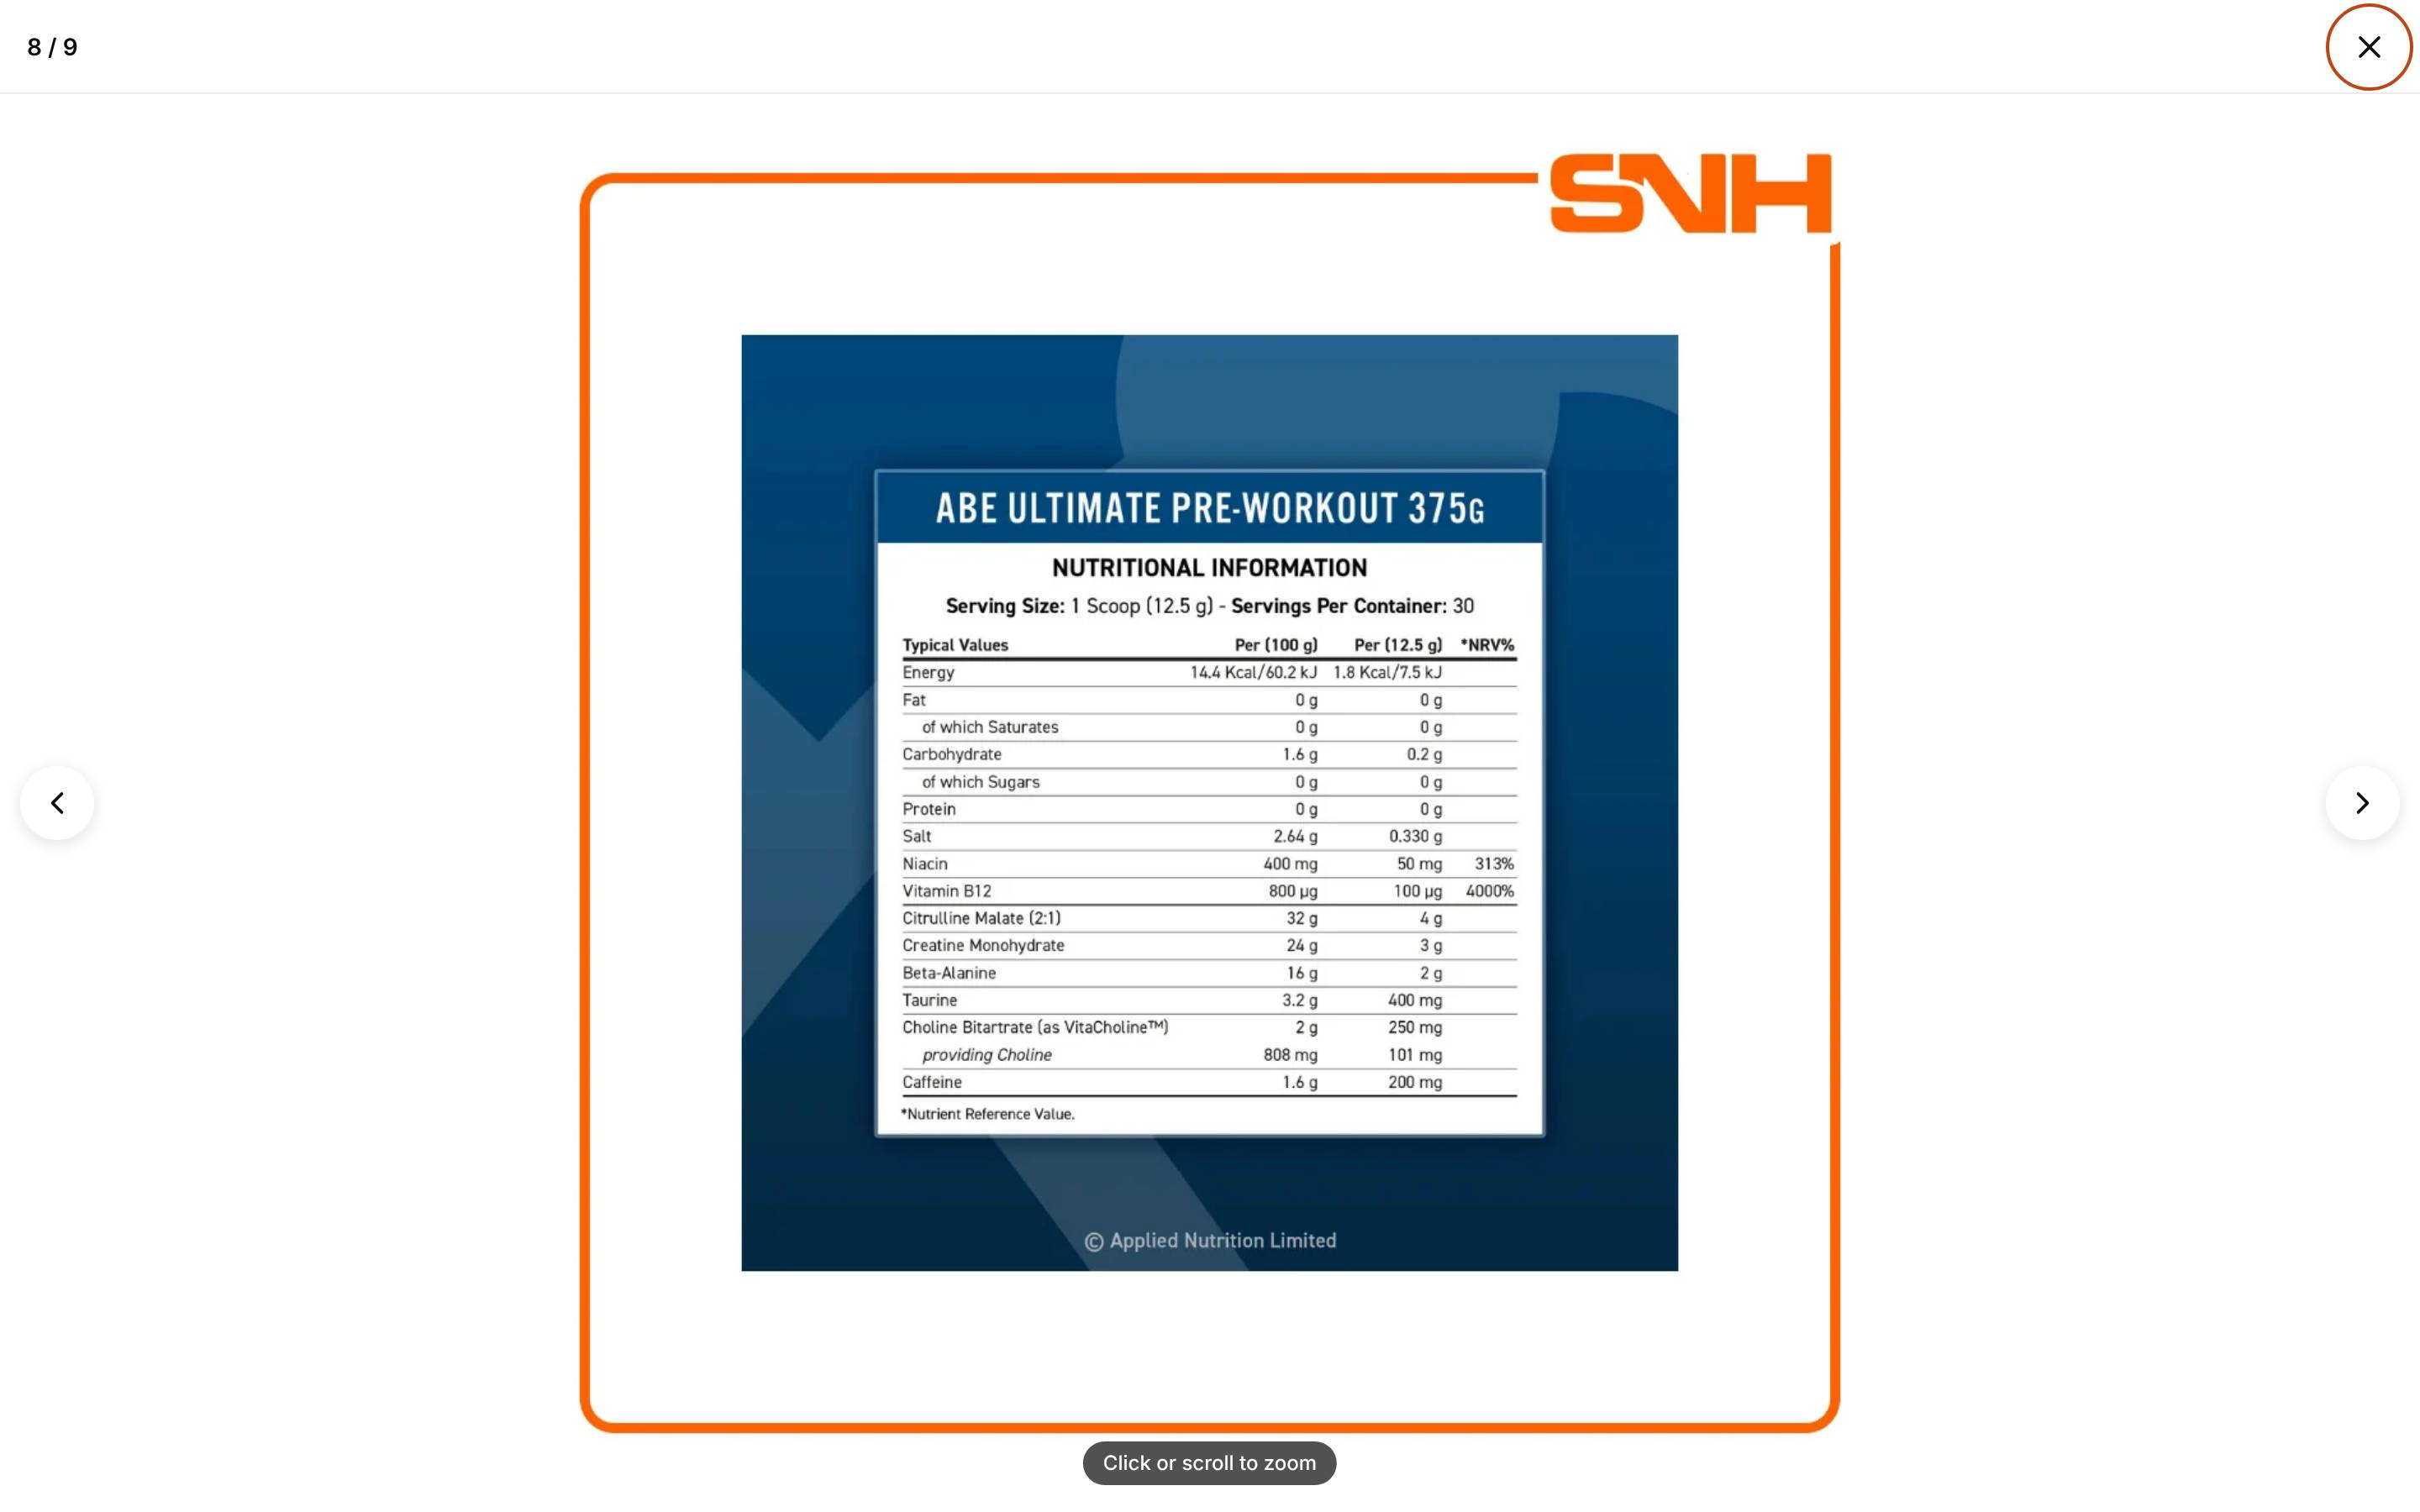 8 / 9
SNH
ABE ULTIMATE PRE-WORKOUT 375G
NUTRITIONAL INFORMATION
Serving Size: 1 Scoop (12.5 g) - Servings Per Container: 30
Typical Values Per (100 g) Per (12.5 g) *NRV%
Energy 14.4 Kcal/60.2 kJ 1.8 Kcal/7.5 kJ
Fat 0 g 0 g
of which Saturates 0 g 0 g
Carbohydrate 1.6 g 0.2 g
of which Sugars 0 g 0 g
Protein 0 g 0 g
Salt 2.64 g 0.330 g
Niacin 400 mg 50 mg 313%
Vitamin B12 800 µg 100 µg 4000%
Citrulline Malate (2:1) 32 g 4 g
Creatine Monohydrate 24 g 3 g
Beta-Alanine 16 g 2 g
Taurine 3.2 g 400 mg
Choline Bitartrate (as VitaCholine™) 2 g 250 mg
providing Choline 808 mg 101 mg
Caffeine 1.6 g 200 mg
*Nutrient Reference Value.
© Applied Nutrition Limited
Click or scroll to zoom